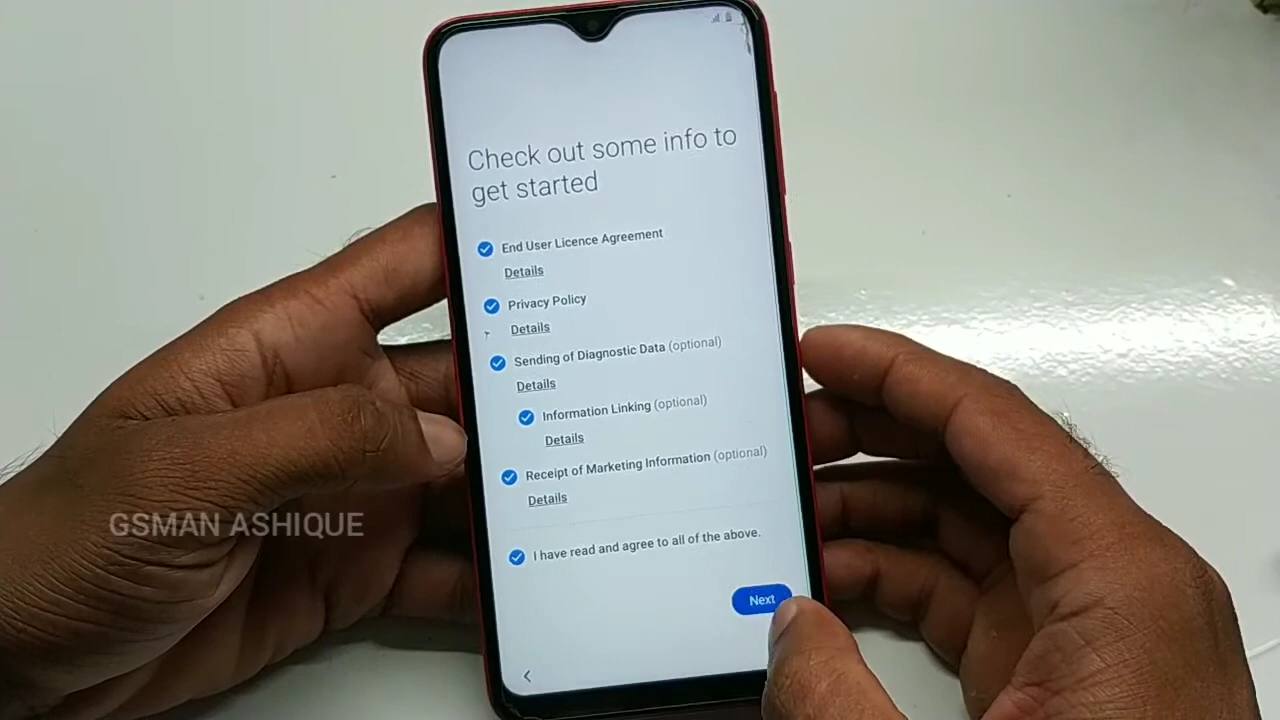 Check out some info to
get started
End User Licence Agreement
Details
Privacy Policy
Details
Sending of Diagnostic Data (optional)
Details
Information Linking (optional)
Details
Receipt of Marketing Information (optional)
Details
I have read and agree to all of the above.
Next
GSMAN ASHIQUE